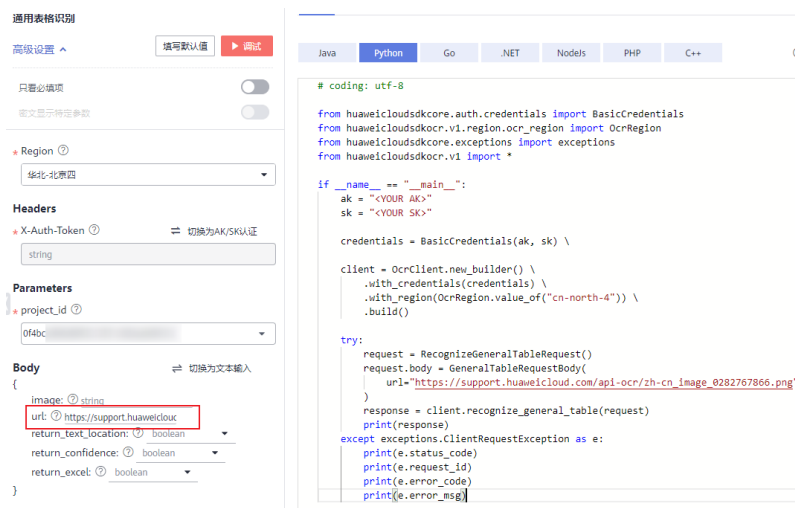 通用表格识别
高级设置
填写默认值
调试
只看必填项
密文显示特定参数
* Region
华北-北京四
Headers
* X-Auth-Token 切换为AK/SK认证
string
Parameters
* project_id
0f4bc
Body 切换为文本输入
{
image: string
url: https://support.huaweicloud
return_text_location: boolean
return_confidence: boolean
return_excel: boolean
}
Java Python Go .NET NodeJs PHP C++
# coding: utf-8
from huaweicloudsdkcore.auth.credentials import BasicCredentials
from huaweicloudsdkocr.v1.region.ocr_region import OcrRegion
from huaweicloudsdkcore.exceptions import exceptions
from huaweicloudsdkocr.v1 import *
if __name__ == "__main__":
ak = "<YOUR AK>"
sk = "<YOUR SK>"
credentials = BasicCredentials(ak, sk) \
client = OcrClient.new_builder() \
.with_credentials(credentials) \
.with_region(OcrRegion.value_of("cn-north-4")) \
.build()
try:
request = RecognizeGeneralTableRequest()
request.body = GeneralTableRequestBody(
url="https://support.huaweicloud.com/api-ocr/zh-cn_image_0282767866.png"
)
response = client.recognize_general_table(request)
print(response)
except exceptions.ClientRequestException as e:
print(e.status_code)
print(e.request_id)
print(e.error_code)
print(e.error_msg)